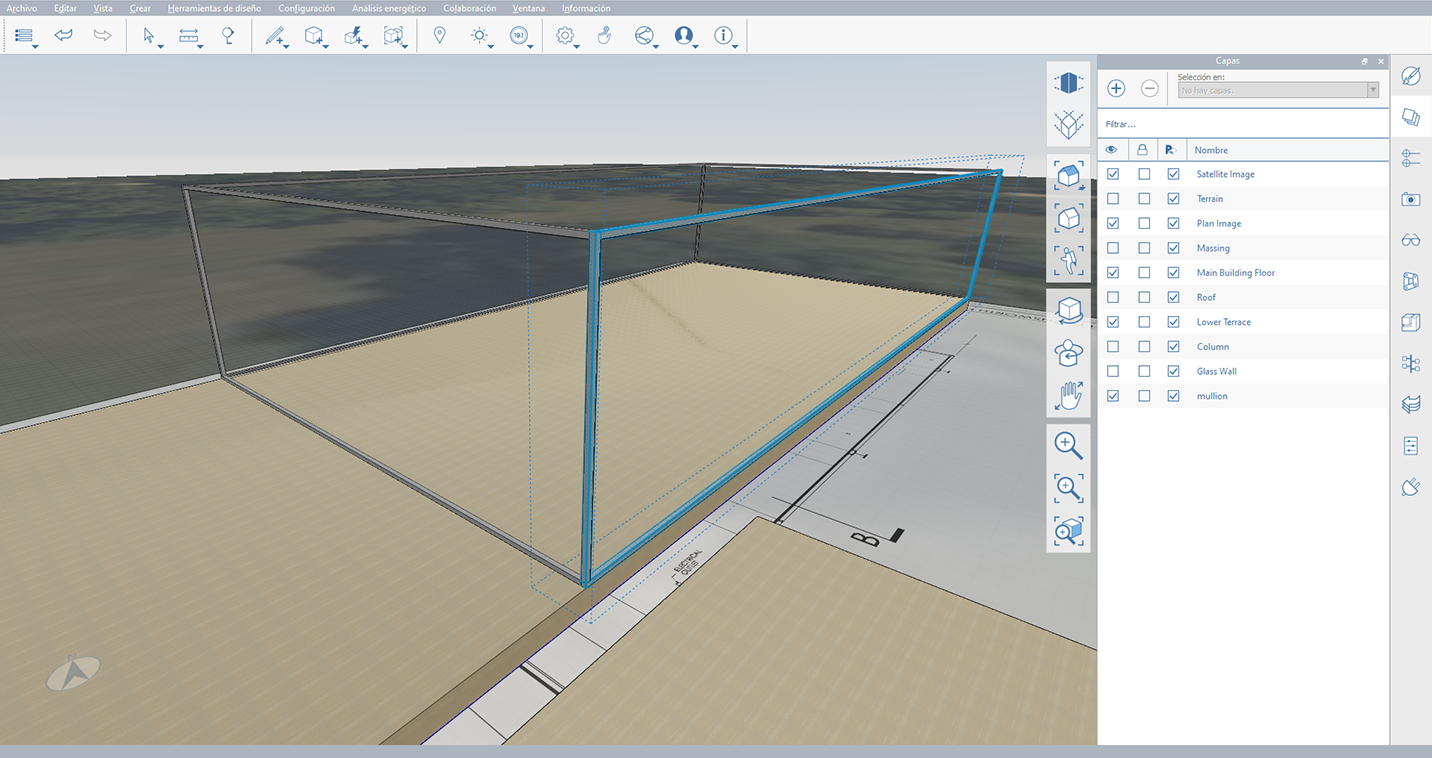 Archivo Editar Vista Crear Herramientas de diseño Configuración Análisis energético Colaboración Ventana Información
19.1
Capas
Selección en:
No hay capas.
Filtrar...
Nombre
Satellite Image
Terrain
Plan Image
Massing
Main Building Floor
Roof
Lower Terrace
Column
Glass Wall
mullion
B
ELECTRICAL
OUTLET